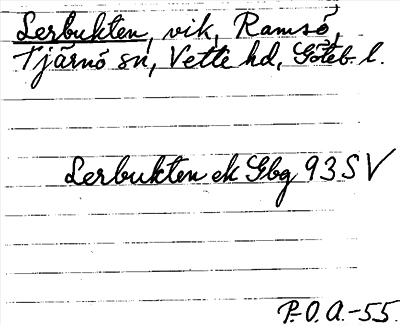 Lerbukten, vik, Ramsö,
Tjärnö sn, Vette hd, Göteb. l.
Lerbukten ek Gbg 93 SV
P.O.A.-55.